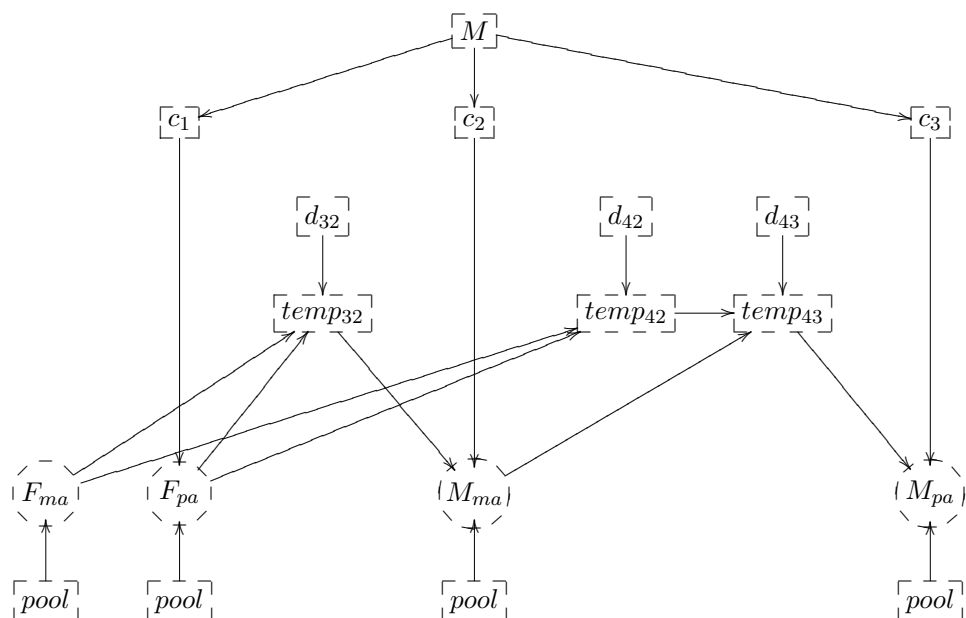 M
c₁ c₂ c₃
d₃₂ d₄₂ d₄₃
temp₃₂ temp₄₂ temp₄₃
Fₘₐ Fₚₐ Mₘₐ Mₚₐ
pool pool pool pool